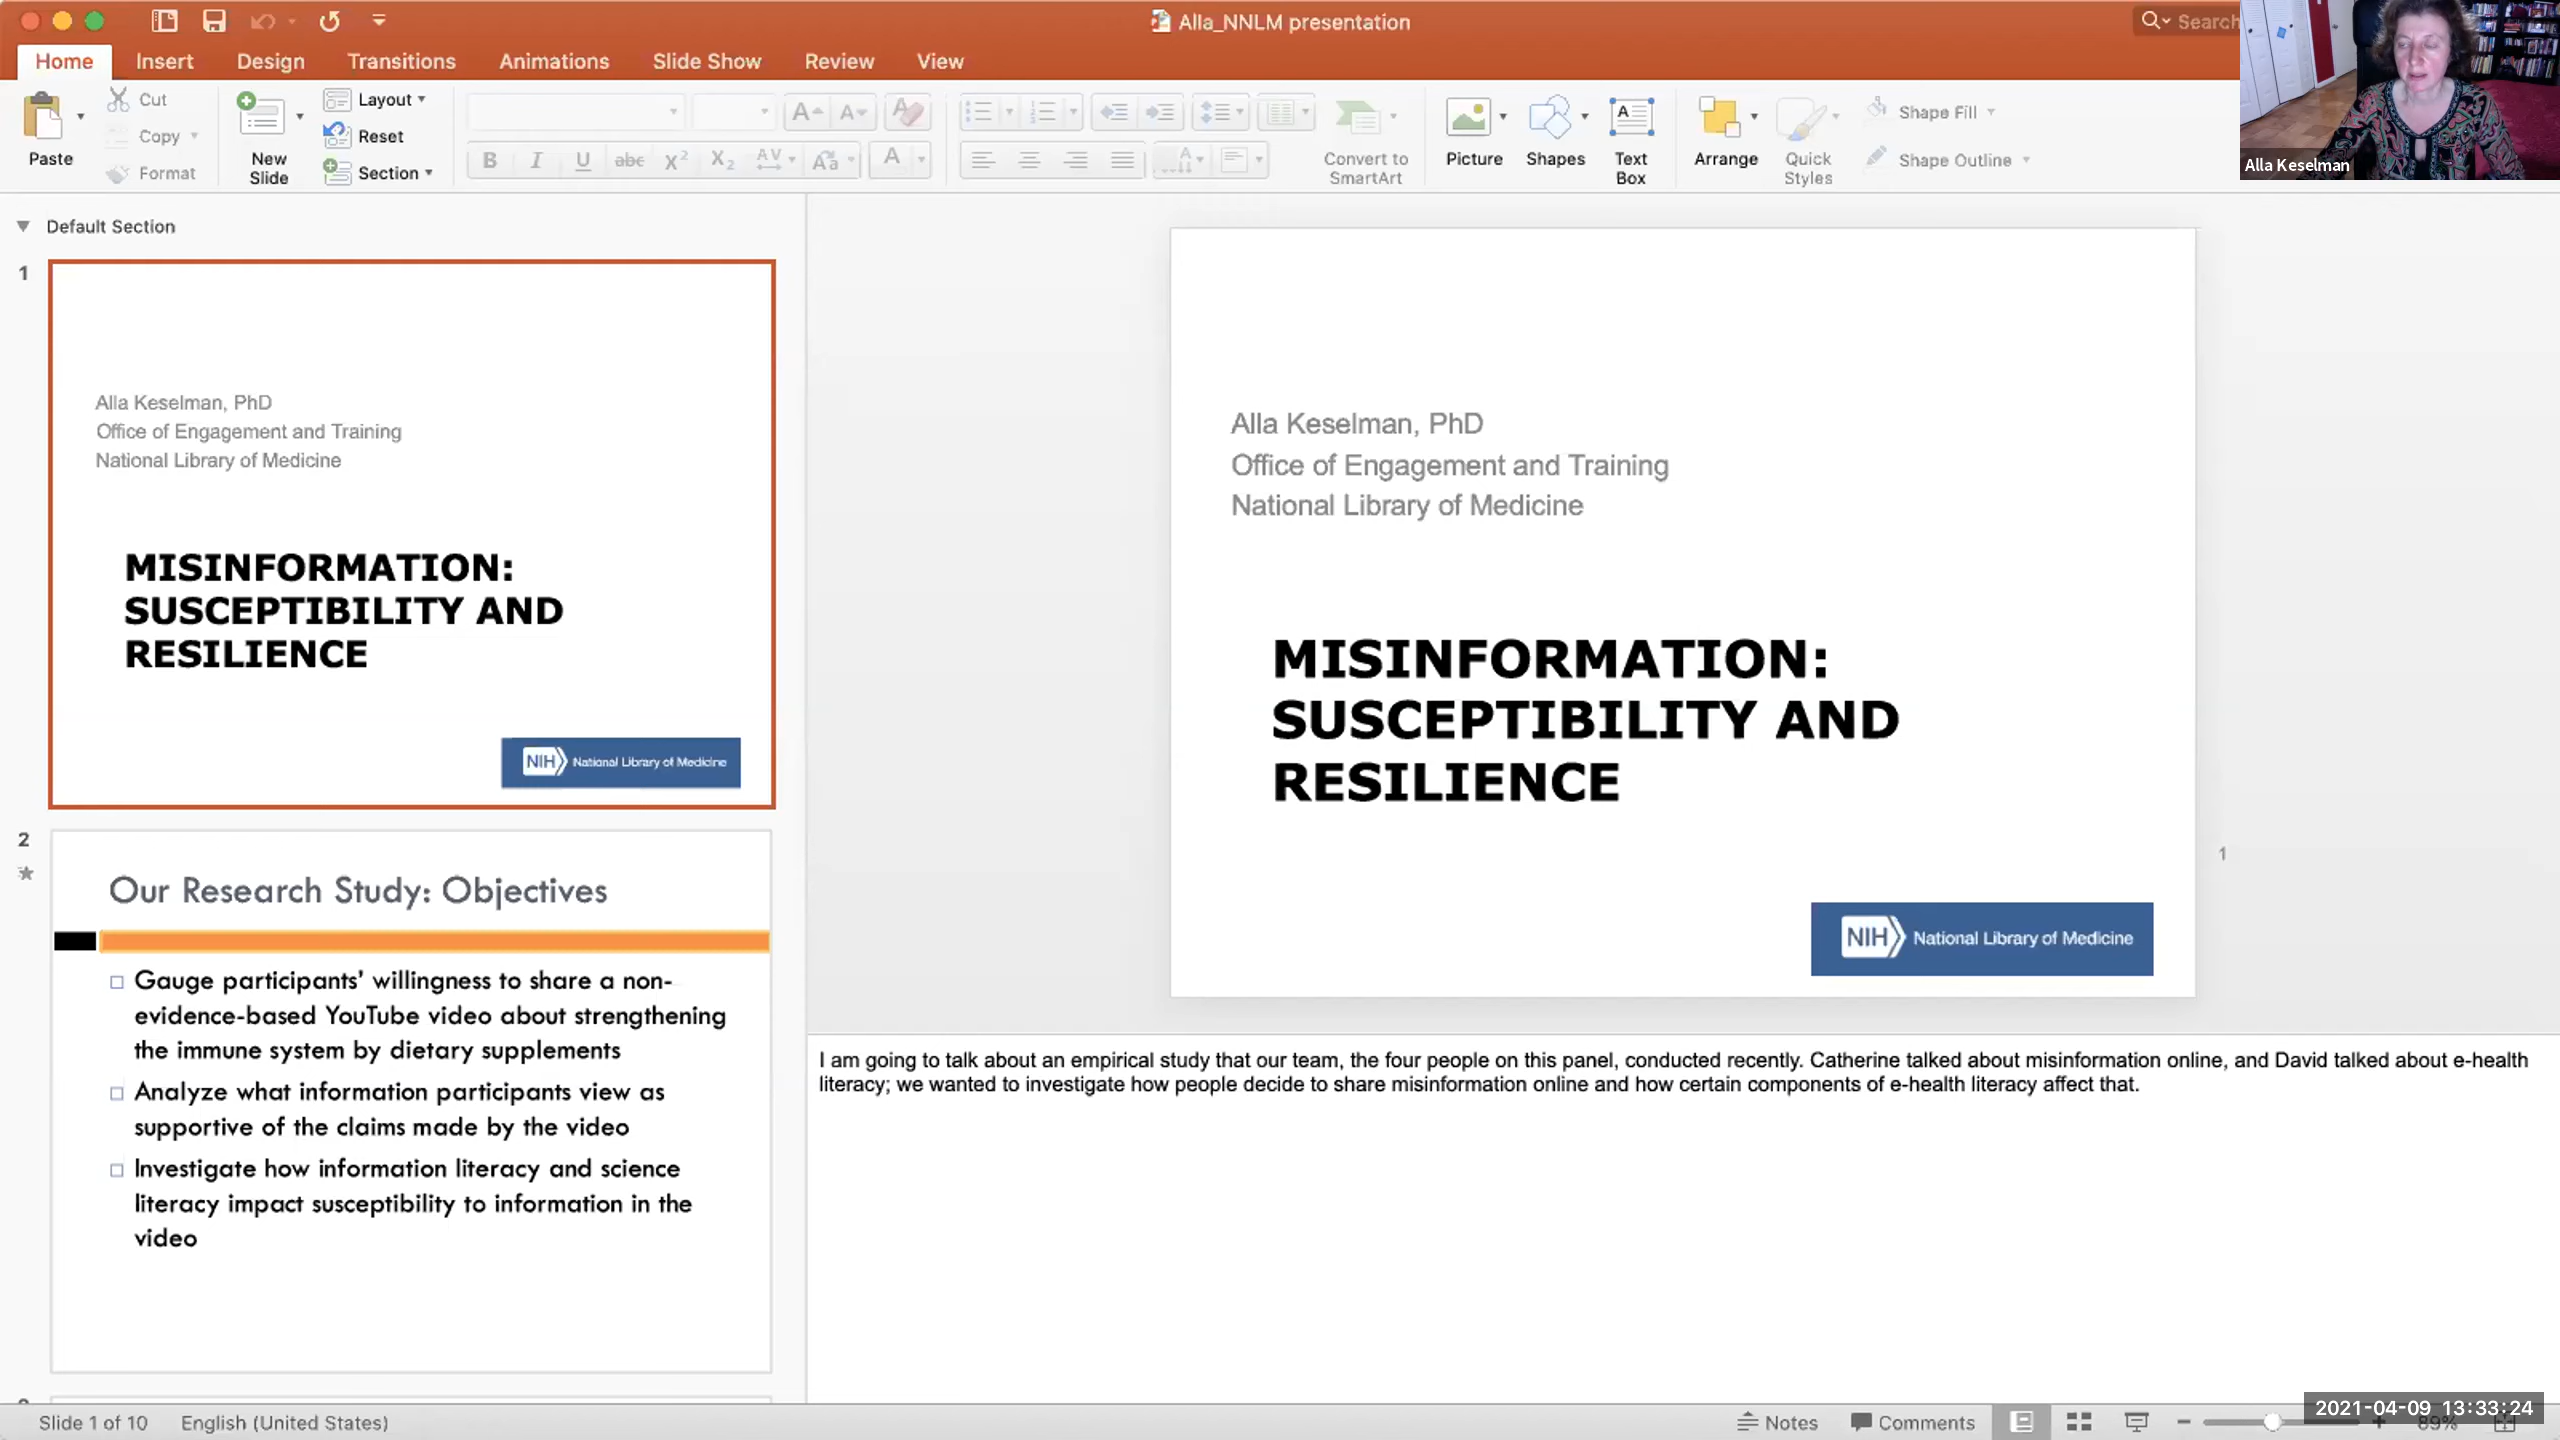 Alla_NNLM presentation
Search
Home Insert Design Transitions Animations Slide Show Review View
Paste
Cut
Copy
Format
New
Slide
Layout
Reset
Section
Convert to
SmartArt
Picture
Shapes
Text
Box
Arrange
Quick
Styles
Shape Fill
Shape Outline
Alla Keselman
Default Section
1
Alla Keselman, PhD
Office of Engagement and Training
National Library of Medicine
MISINFORMATION:
SUSCEPTIBILITY AND
RESILIENCE
NIH National Library of Medicine
2
Our Research Study: Objectives
Gauge participants’ willingness to share a non-
evidence-based YouTube video about strengthening
the immune system by dietary supplements
Analyze what information participants view as
supportive of the claims made by the video
Investigate how information literacy and science
literacy impact susceptibility to information in the
video
Alla Keselman, PhD
Office of Engagement and Training
National Library of Medicine
MISINFORMATION:
SUSCEPTIBILITY AND
RESILIENCE
1
NIH National Library of Medicine
I am going to talk about an empirical study that our team, the four people on this panel, conducted recently. Catherine talked about misinformation online, and David talked about e-health
literacy; we wanted to investigate how people decide to share misinformation online and how certain components of e-health literacy affect that.
Slide 1 of 10 English (United States)
Notes Comments
89%
2021-04-09 13:33:24